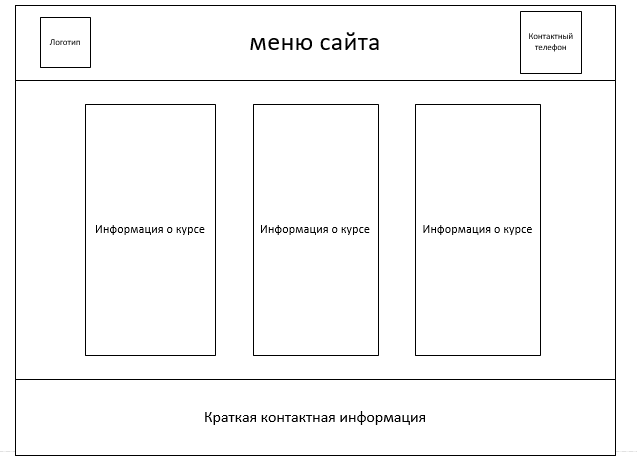 Логотип
меню сайта
Контактный
телефон
Информация о курсе
Информация о курсе
Информация о курсе
Краткая контактная информация